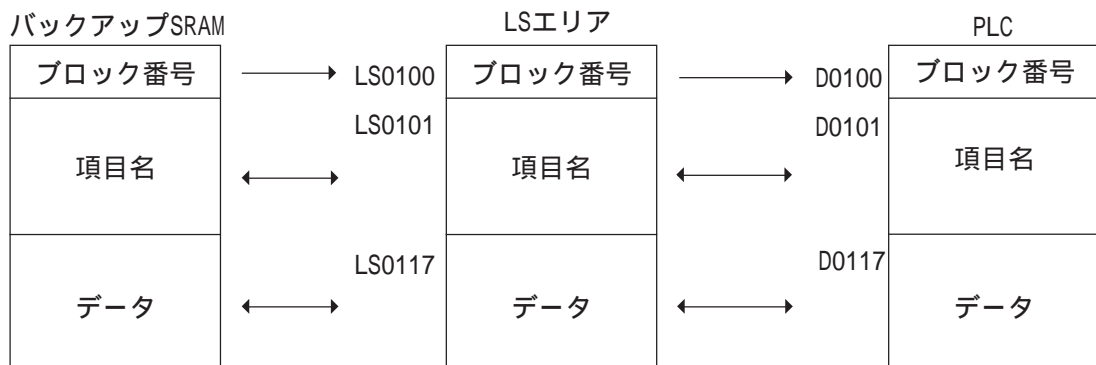 バックアップSRAM
LSエリア
PLC
ブロック番号
LS0100
ブロック番号
D0100
ブロック番号
LS0101
D0101
項目名
項目名
項目名
LS0117
D0117
データ
データ
データ